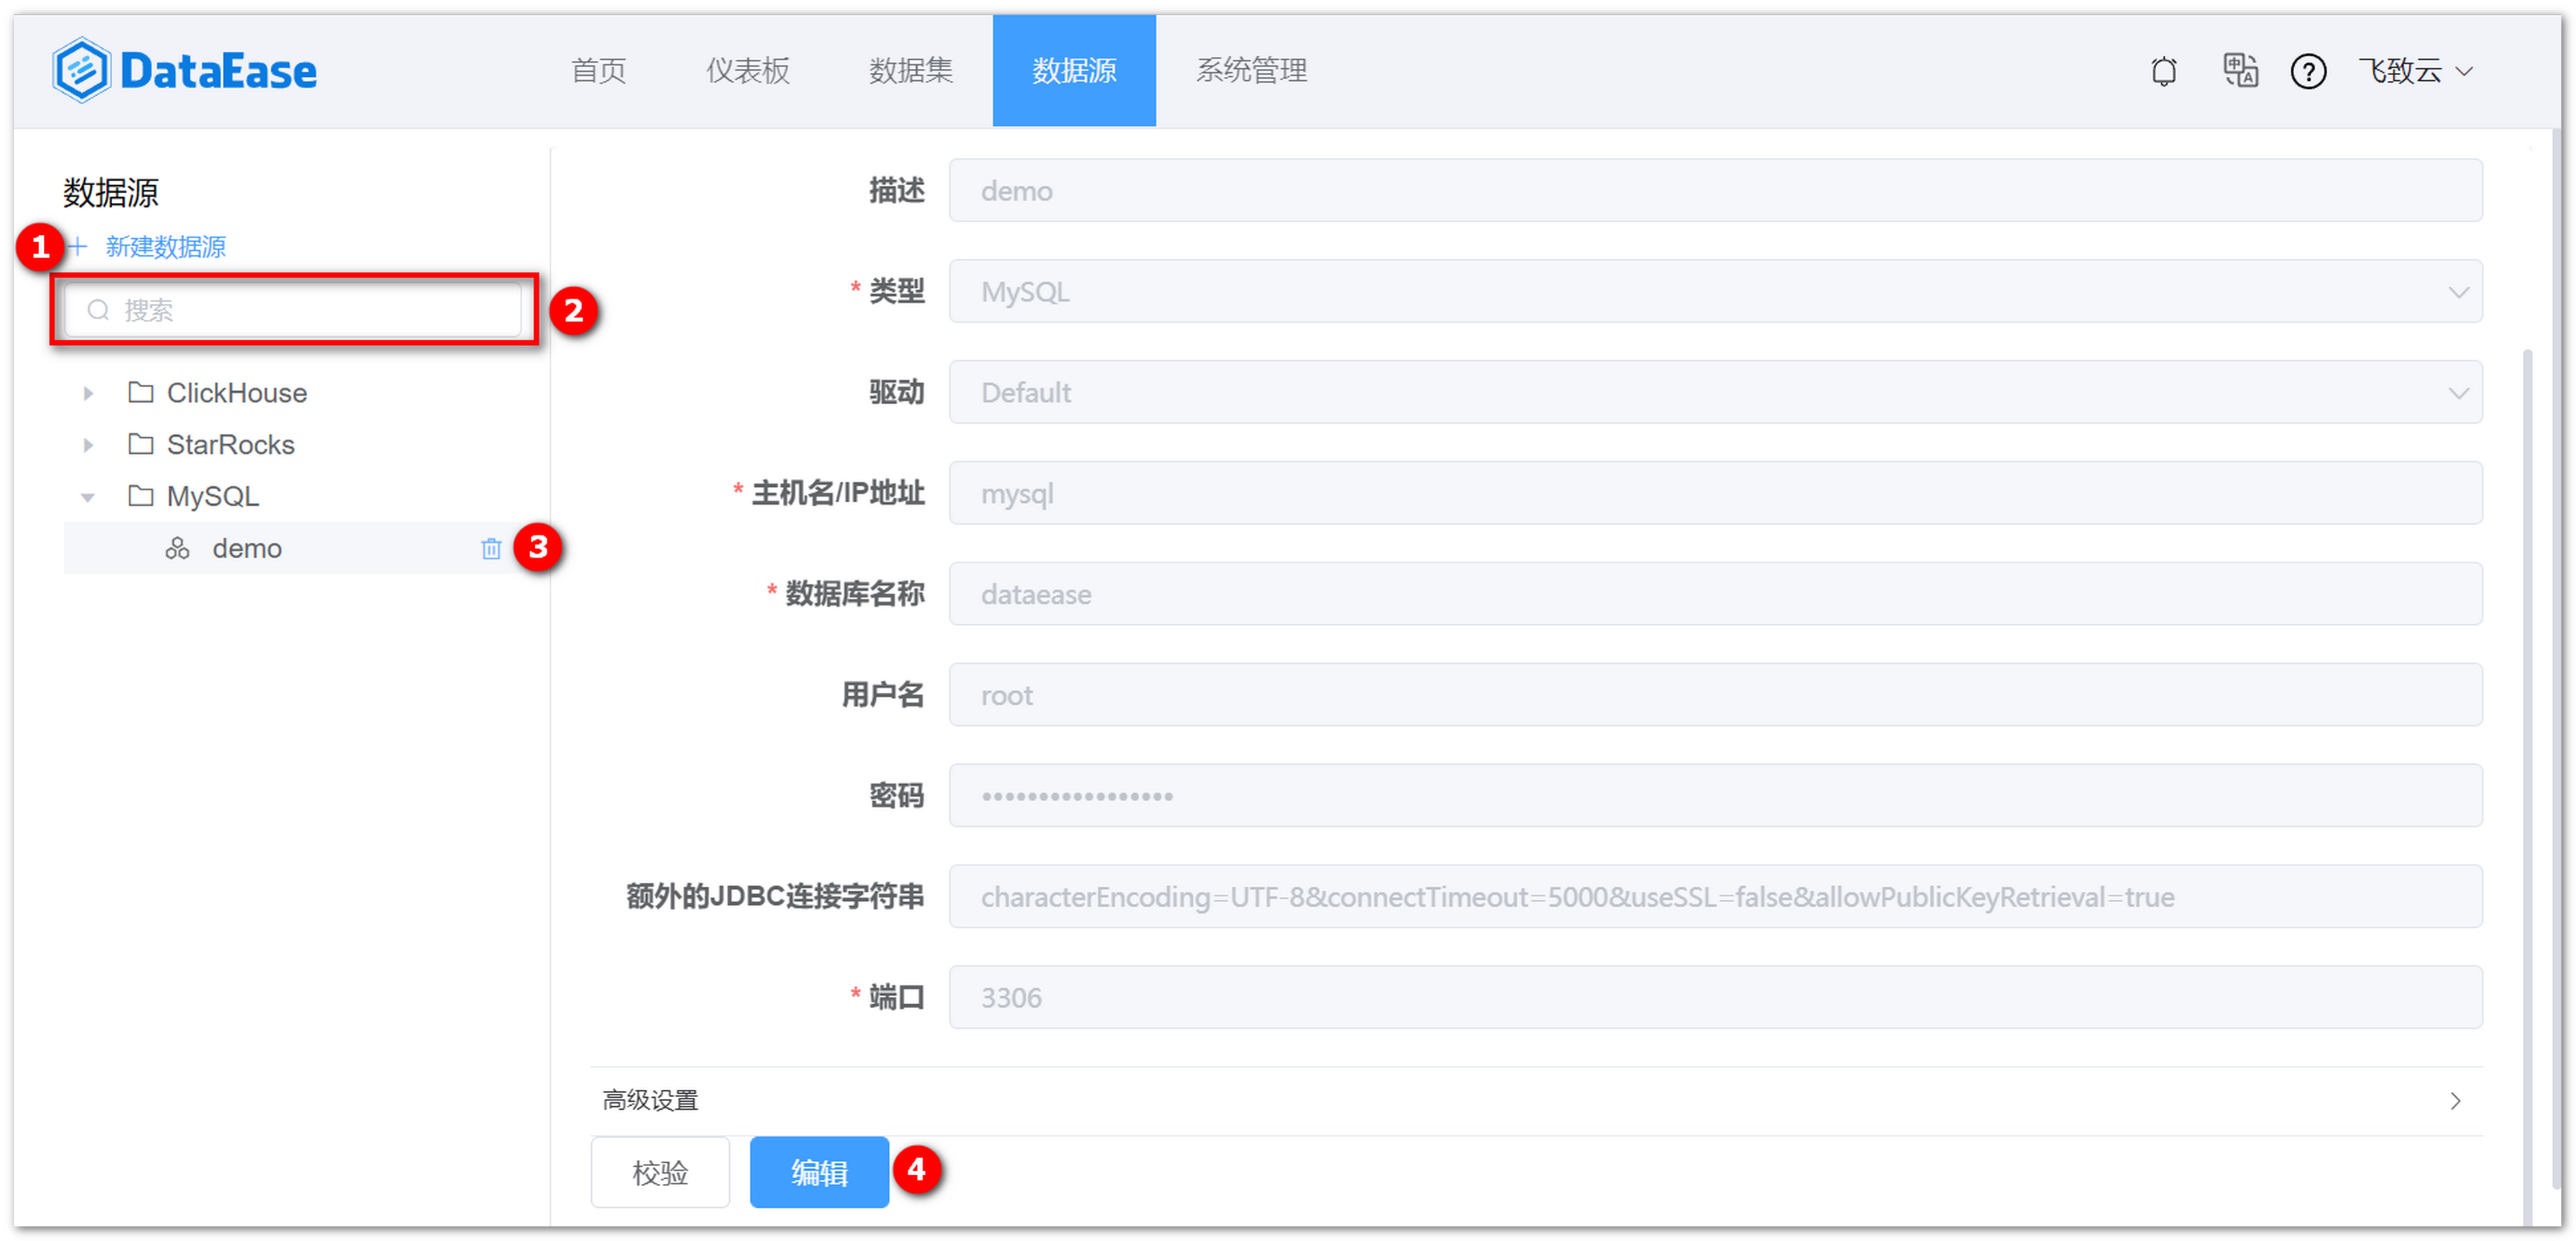 DataEase
首页
仪表板
数据集
数据源
系统管理
飞致云
数据源
1
新建数据源
搜索
2
ClickHouse
StarRocks
MySQL
demo
3
描述
demo
* 类型
MySQL
驱动
Default
* 主机名/IP地址
mysql
* 数据库名称
dataease
用户名
root
密码
•••••••••••••••••
额外的JDBC连接字符串
characterEncoding=UTF-8&connectTimeout=5000&useSSL=false&allowPublicKeyRetrieval=true
* 端口
3306
高级设置
校验
编辑
4